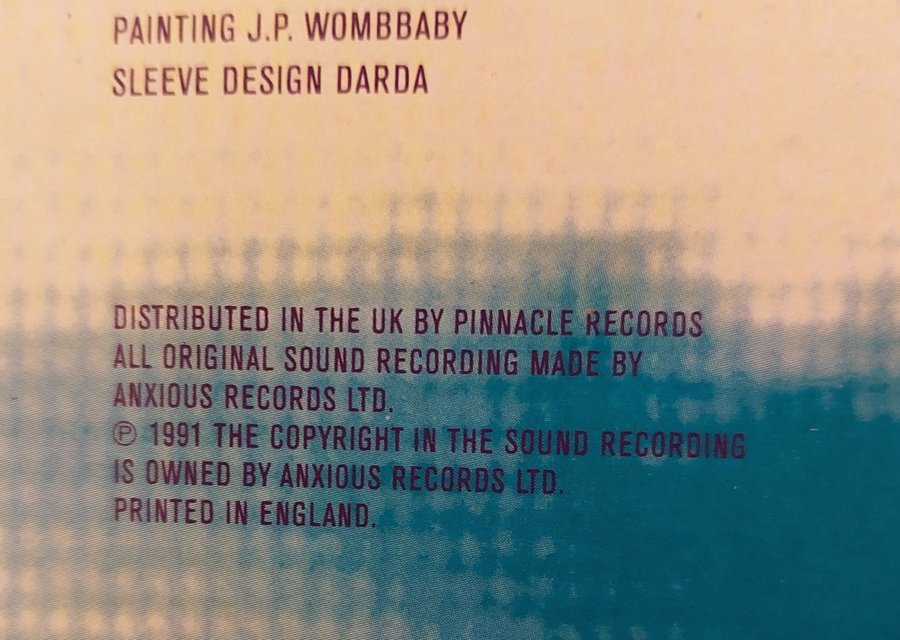 PAINTING J.P. WOMBBABY
SLEEVE DESIGN DARDA
DISTRIBUTED IN THE UK BY PINNACLE RECORDS
ALL ORIGINAL SOUND RECORDING MADE BY
ANXIOUS RECORDS LTD.
℗ 1991 THE COPYRIGHT IN THE SOUND RECORDING
IS OWNED BY ANXIOUS RECORDS LTD.
PRINTED IN ENGLAND.